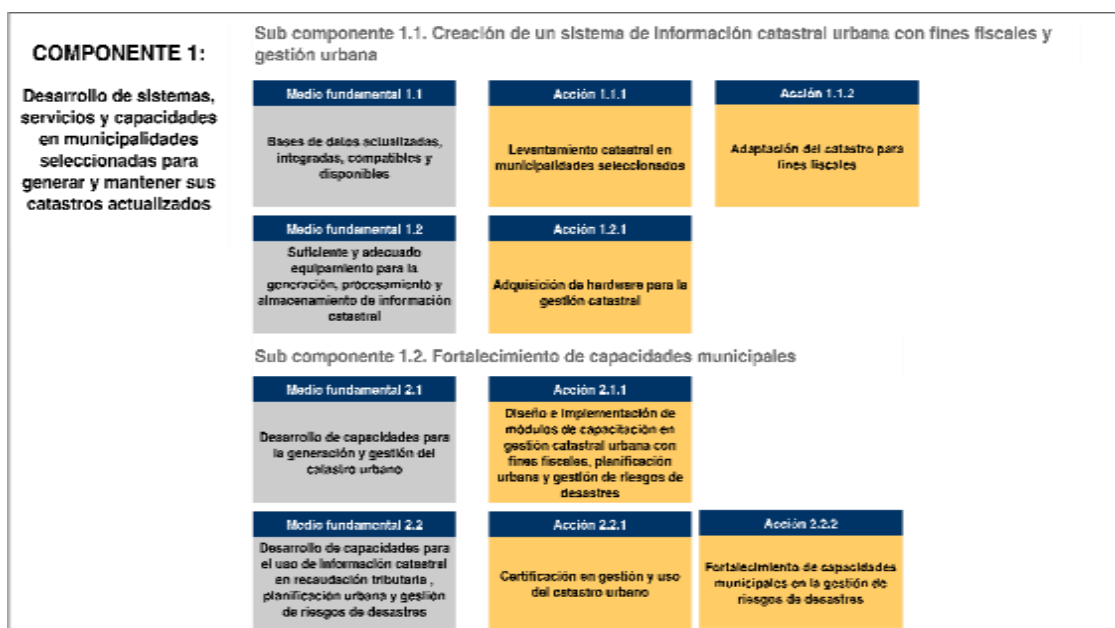 COMPONENTE 1:
Desarrollo de sistemas,
servicios y capacidades
en municipalidades
seleccionadas para
generar y mantener sus
catastros actualizados
Sub componente 1.1. Creación de un sistema de información catastral urbana con fines fiscales y
gestión urbana
Medio fundamental 1.1
Bases de datos actualizadas,
integradas, compatibles y
disponibles
Acción 1.1.1
Levantamiento catastral en
municipalidades seleccionados
Acción 1.1.2
Adaptación del catastro para
fines fiscales
Medio fundamental 1.2
Suficiente y adecuado
equipamiento para la
generación, procesamiento y
almacenamiento de información
catastral
Acción 1.2.1
Adquisición de hardware para la
gestión catastral
Sub componente 1.2. Fortalecimiento de capacidades municipales
Medio fundamental 2.1
Desarrollo de capacidades para
la generación y gestión del
catastro urbano
Acción 2.1.1
Diseño e implementación de
módulos de capacitación en
gestión catastral urbana con
fines fiscales, planificación
urbana y gestión de riesgos de
desastres
Medio fundamental 2.2
Desarrollo de capacidades para
el uso de información catastral
en recaudación tributaria ,
planificación urbana y gestión
de riesgos de desastres
Acción 2.2.1
Certificación en gestión y uso
del catastro urbano
Acción 2.2.2
Fortalecimiento de capacidades
municipales en la gestión de
riesgos de desastres